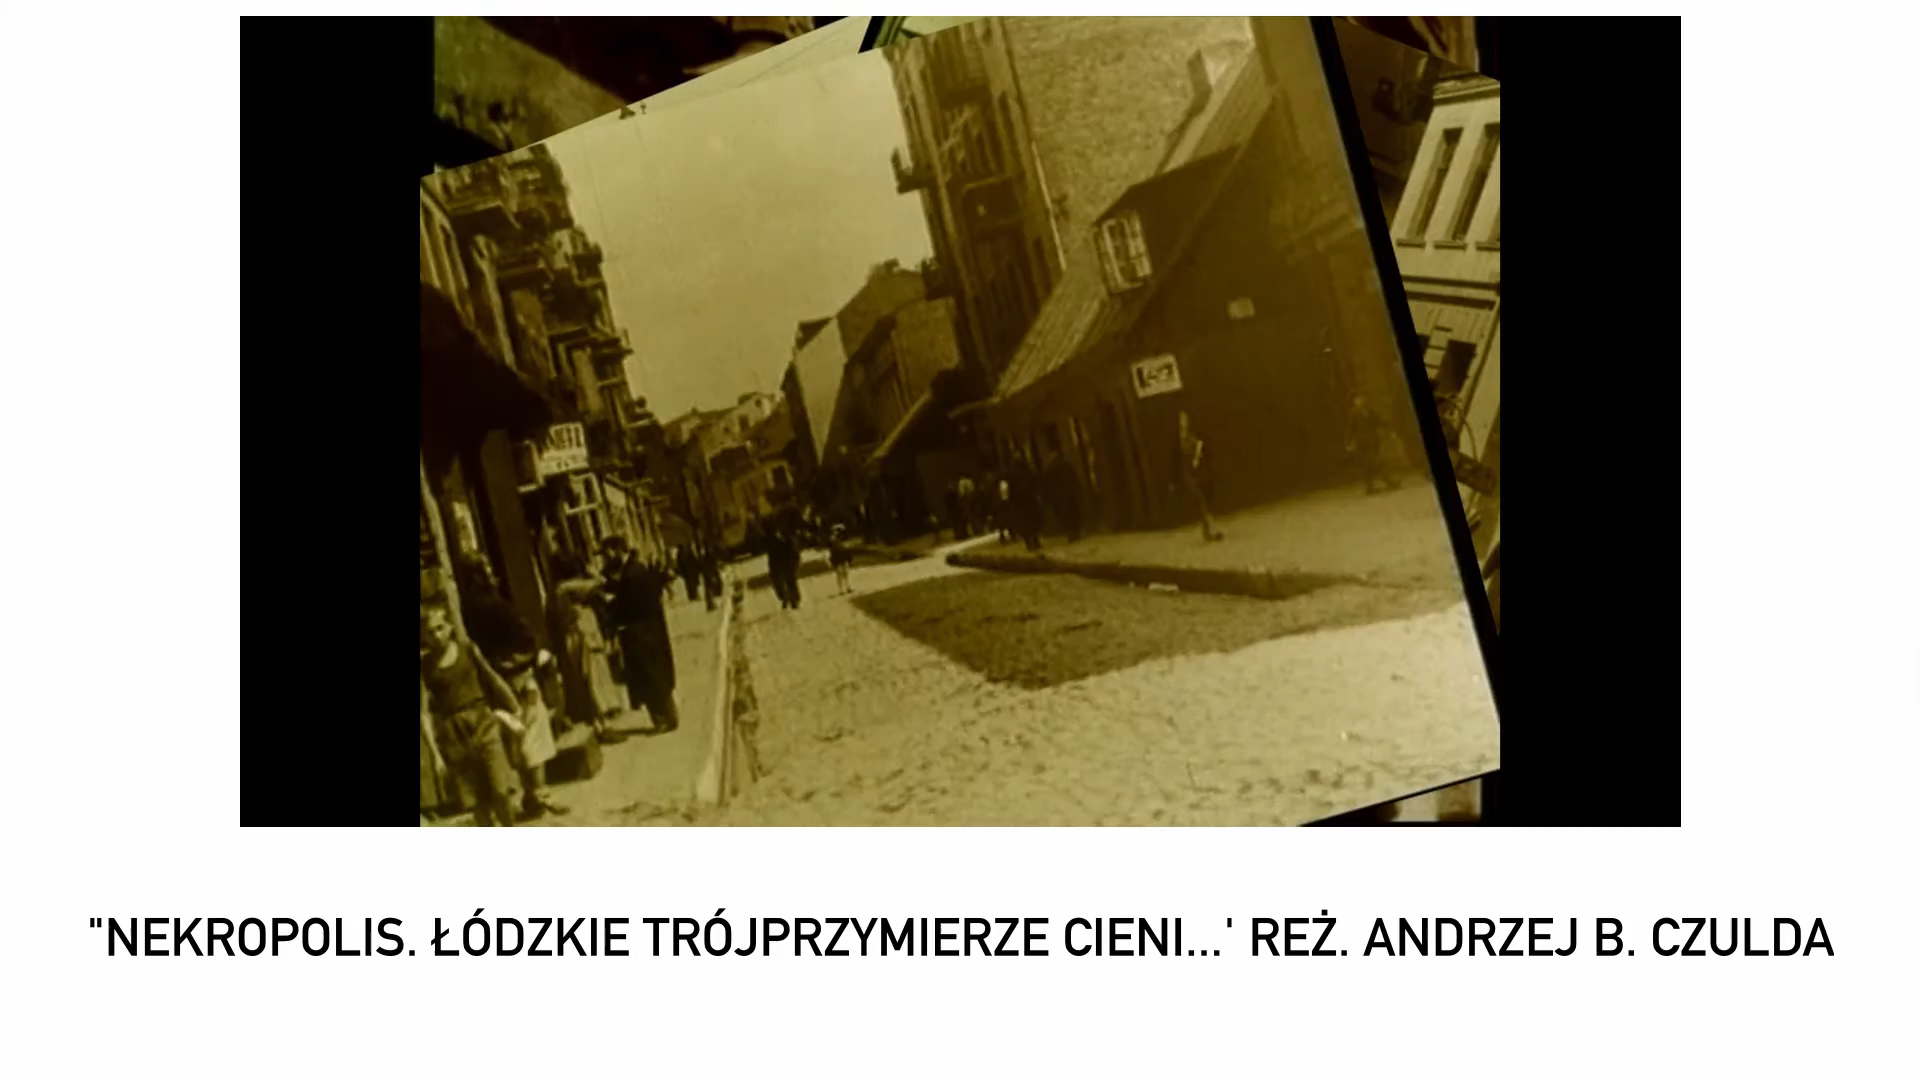 "NEKROPOLIS. ŁÓDZKIE TRÓJPRZYMIERZE CIENI...' REŻ. ANDRZEJ B. CZULDA